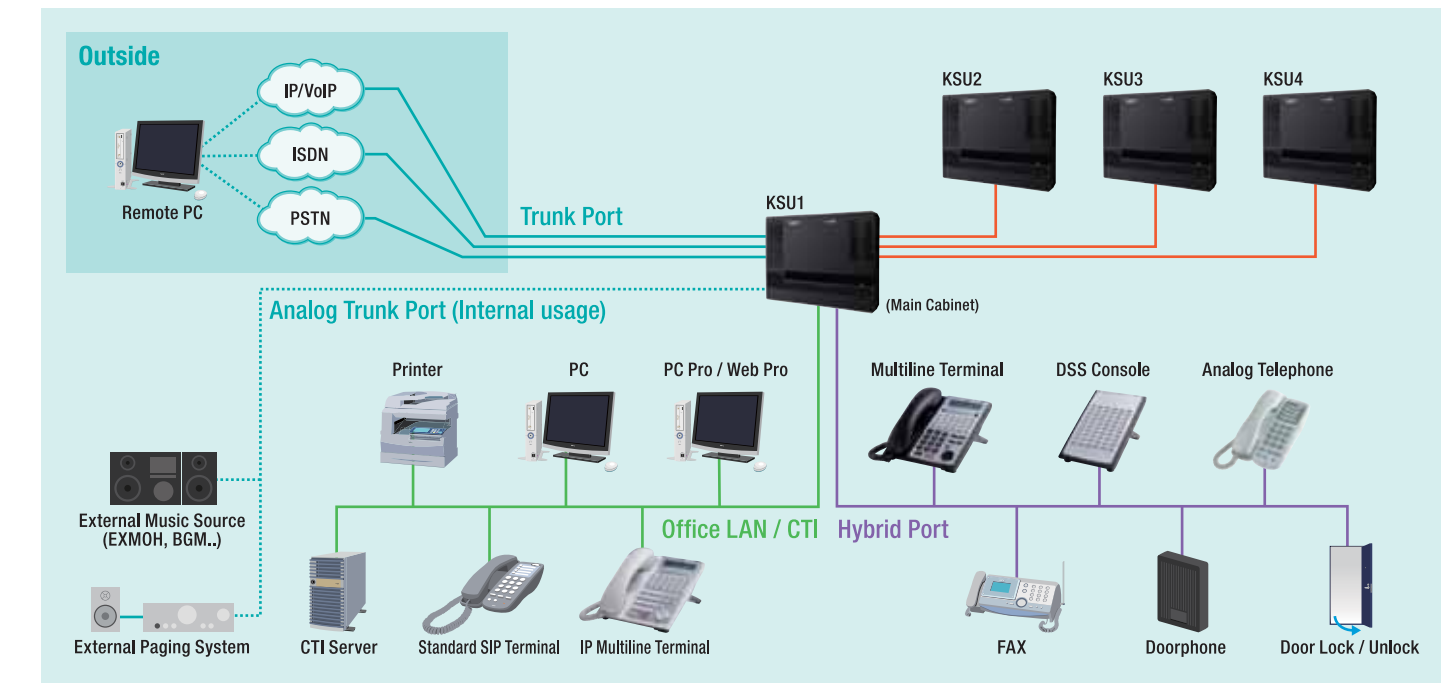 Outside
IP/VoIP
ISDN
PSTN
Remote PC
Trunk Port
KSU1
KSU2
KSU3
KSU4
(Main Cabinet)
Analog Trunk Port (Internal usage)
Printer
PC
PC Pro / Web Pro
Multiline Terminal
DSS Console
Analog Telephone
External Music Source
(EXMOH, BGM..)
Office LAN / CTI
Hybrid Port
External Paging System
CTI Server
Standard SIP Terminal
IP Multiline Terminal
FAX
Doorphone
Door Lock / Unlock